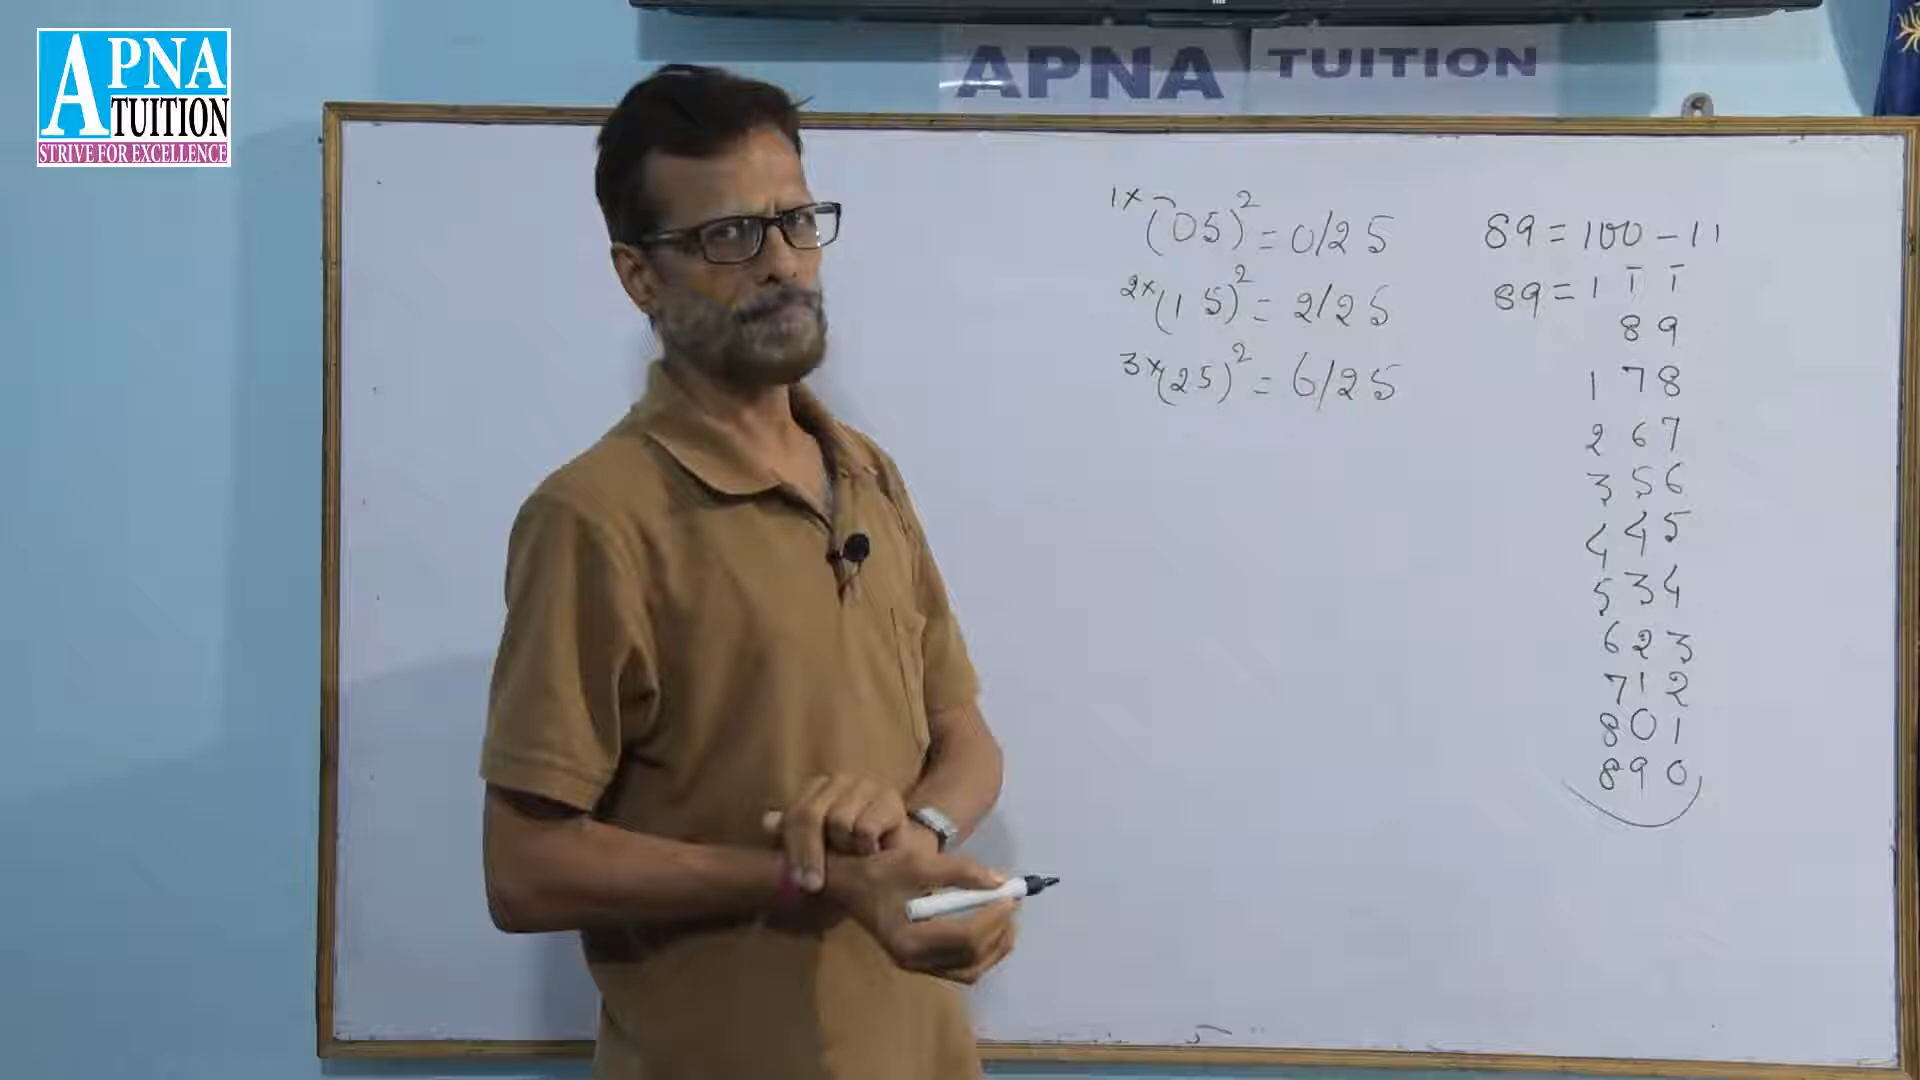 APNA
TUITION
STRIVE FOR EXCELLENCE
APNA TUITION
1× (05)² = 0/25
2× (15)² = 2/25
3× (25)² = 6/25
89 = 100 - 11
89 = 1 1̄ 1̄
89
178
267
356
445
534
623
712
801
890